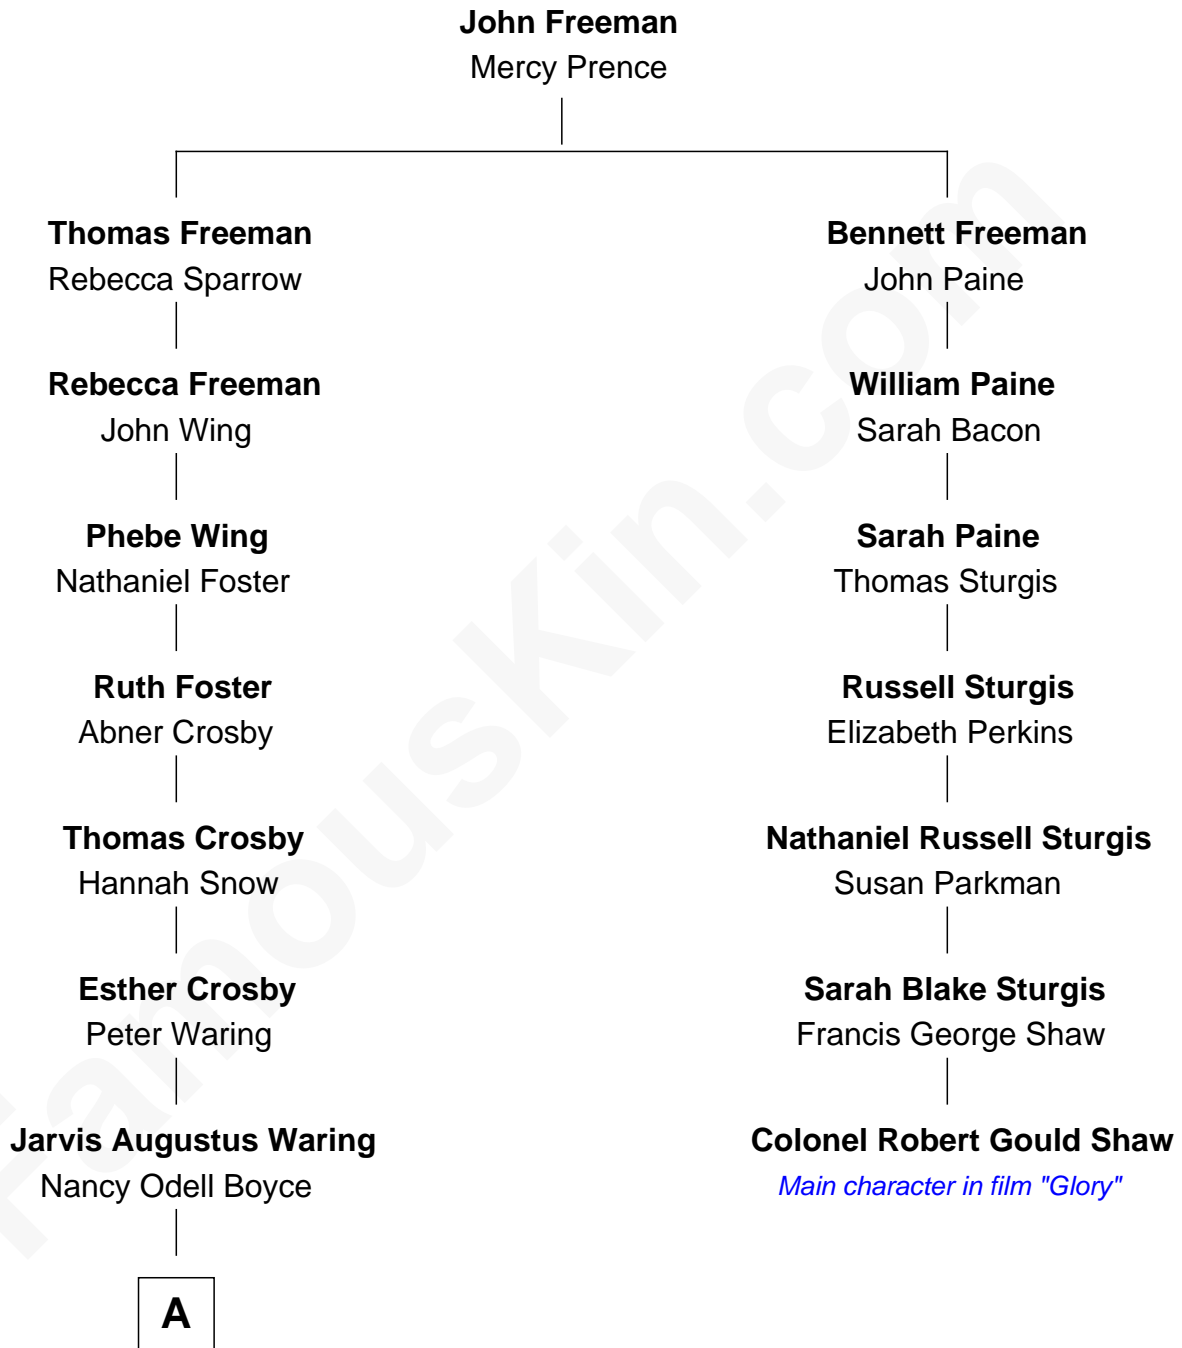 John Freeman
Mercy Prence
Thomas Freeman
Rebecca Sparrow
Bennett Freeman
John Paine
Rebecca Freeman
John Wing
William Paine
Sarah Bacon
Phebe Wing
Nathaniel Foster
Sarah Paine
Thomas Sturgis
Ruth Foster
Abner Crosby
Russell Sturgis
Elizabeth Perkins
Thomas Crosby
Hannah Snow
Nathaniel Russell Sturgis
Susan Parkman
Esther Crosby
Peter Waring
Sarah Blake Sturgis
Francis George Shaw
Jarvis Augustus Waring
Nancy Odell Boyce
Colonel Robert Gould Shaw
Main character in film "Glory"
A
FamousKin.com